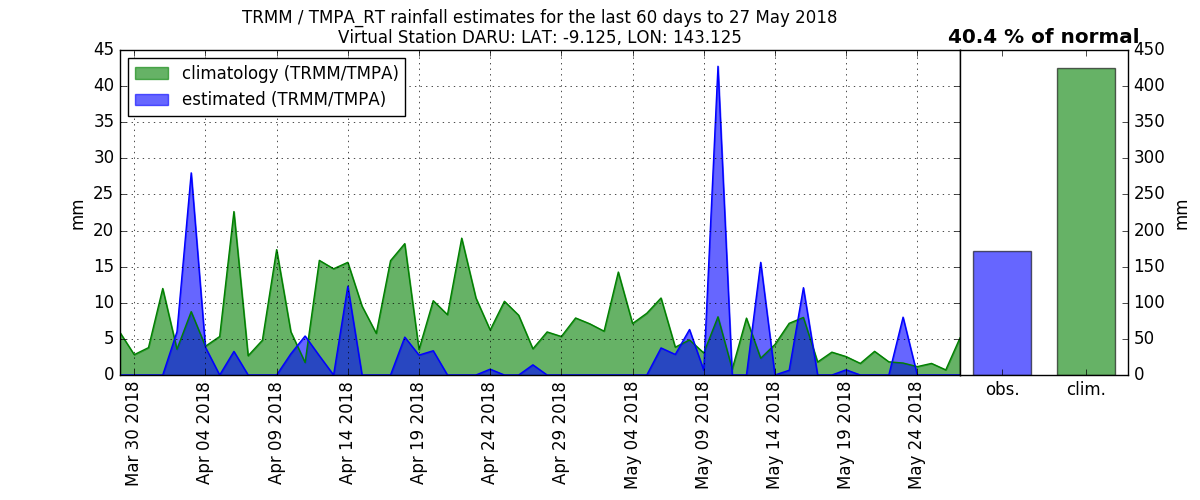 TRMM / TMPA_RT rainfall estimates for the last 60 days to 27 May 2018
Virtual Station DARU: LAT: -9.125, LON: 143.125
40.4 % of normal
climatology (TRMM/TMPA)
estimated (TRMM/TMPA)
mm
45
40
35
30
25
20
15
10
5
0
Mar 30 2018
Apr 04 2018
Apr 09 2018
Apr 14 2018
Apr 19 2018
Apr 24 2018
Apr 29 2018
May 04 2018
May 09 2018
May 14 2018
May 19 2018
May 24 2018
obs.
clim.
450
400
350
300
250
200
150
100
50
0
mm